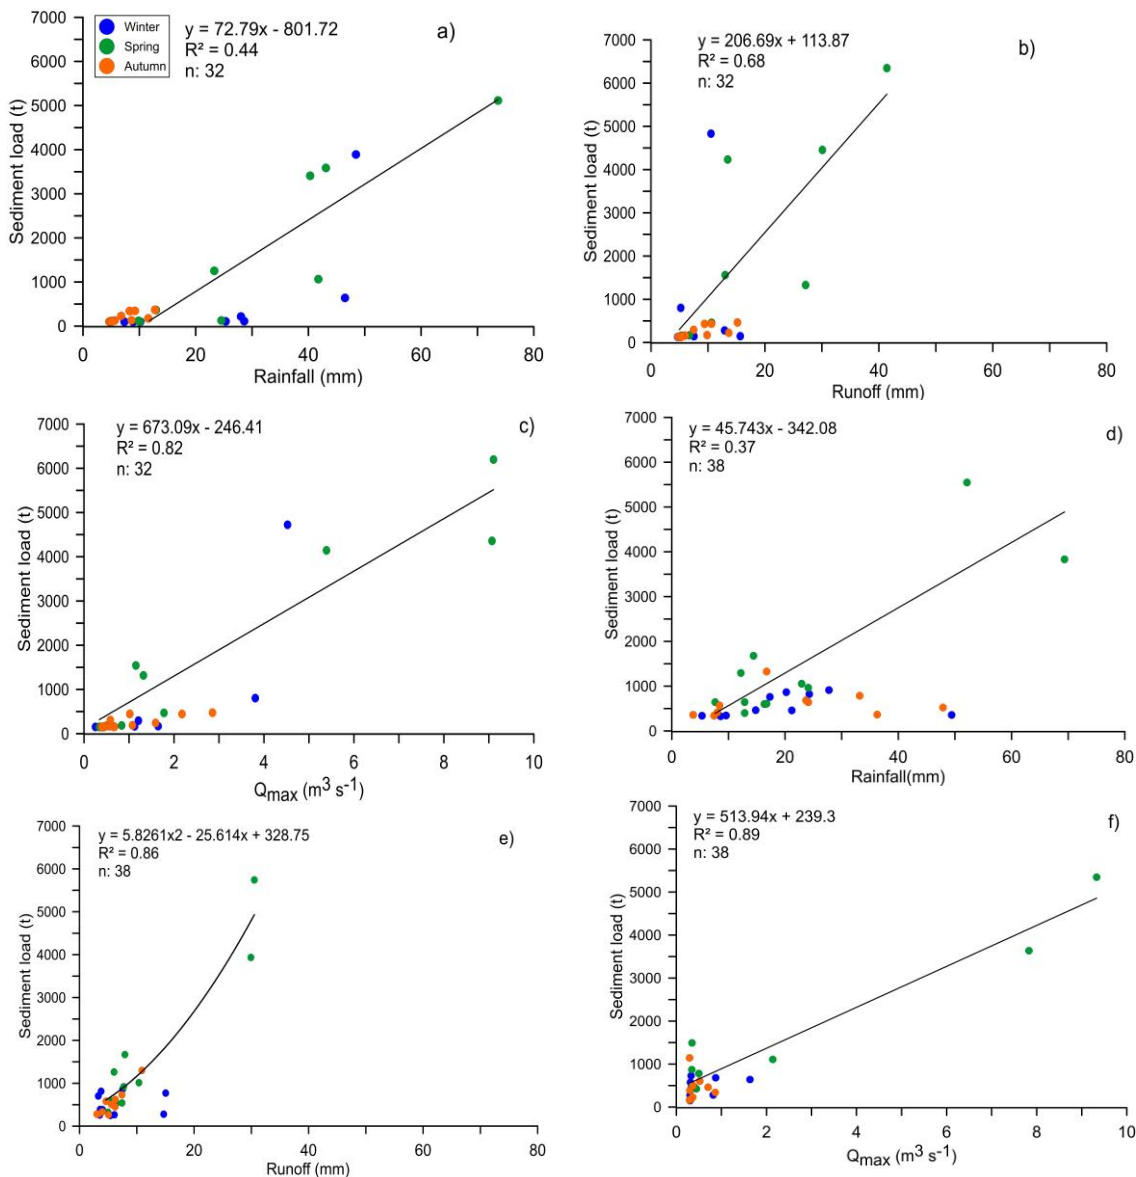 Winter
Spring
Autumn
y = 72.79x - 801.72
R² = 0.44
n: 32
a)
7000
6000
5000
4000
3000
2000
1000
0
Sediment load (t)
0 20 40 60 80
Rainfall (mm)
y = 206.69x + 113.87
R² = 0.68
n: 32
b)
7000
6000
5000
4000
3000
2000
1000
0
Sediment load (t)
0 20 40 60 80
Runoff (mm)
y = 673.09x - 246.41
R² = 0.82
n: 32
c)
7000
6000
5000
4000
3000
2000
1000
0
Sediment load (t)
0 2 4 6 8 10
Qmax (m3 s-1)
y = 45.743x - 342.08
R² = 0.37
n: 38
d)
7000
6000
5000
4000
3000
2000
1000
0
Sediment load (t)
0 20 40 60 80
Rainfall(mm)
y = 5.8261x2 - 25.614x + 328.75
R² = 0.86
n: 38
e)
7000
6000
5000
4000
3000
2000
1000
0
Sediment load (t)
0 20 40 60 80
Runoff (mm)
y = 513.94x + 239.3
R² = 0.89
n: 38
f)
7000
6000
5000
4000
3000
2000
1000
0
Sediment load (t)
0 2 4 6 8 10
Qmax (m3 s-1)